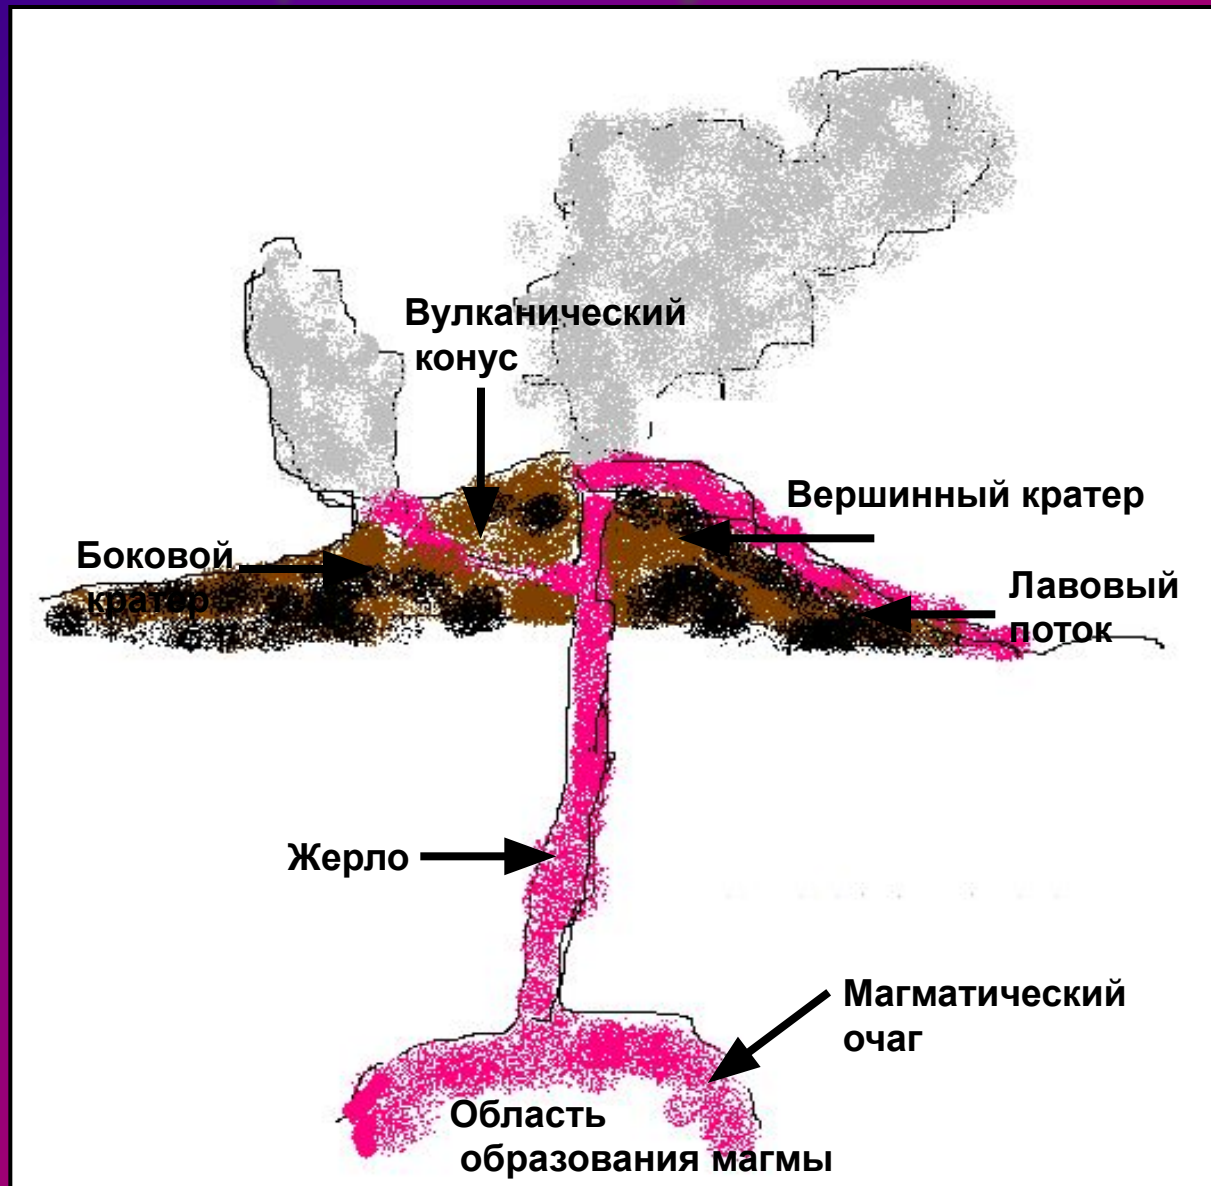 Вулканический
конус
Вершинный кратер
Боковой
кратер
Лавовый
поток
Жерло
Магматический
очаг
Область
образования магмы